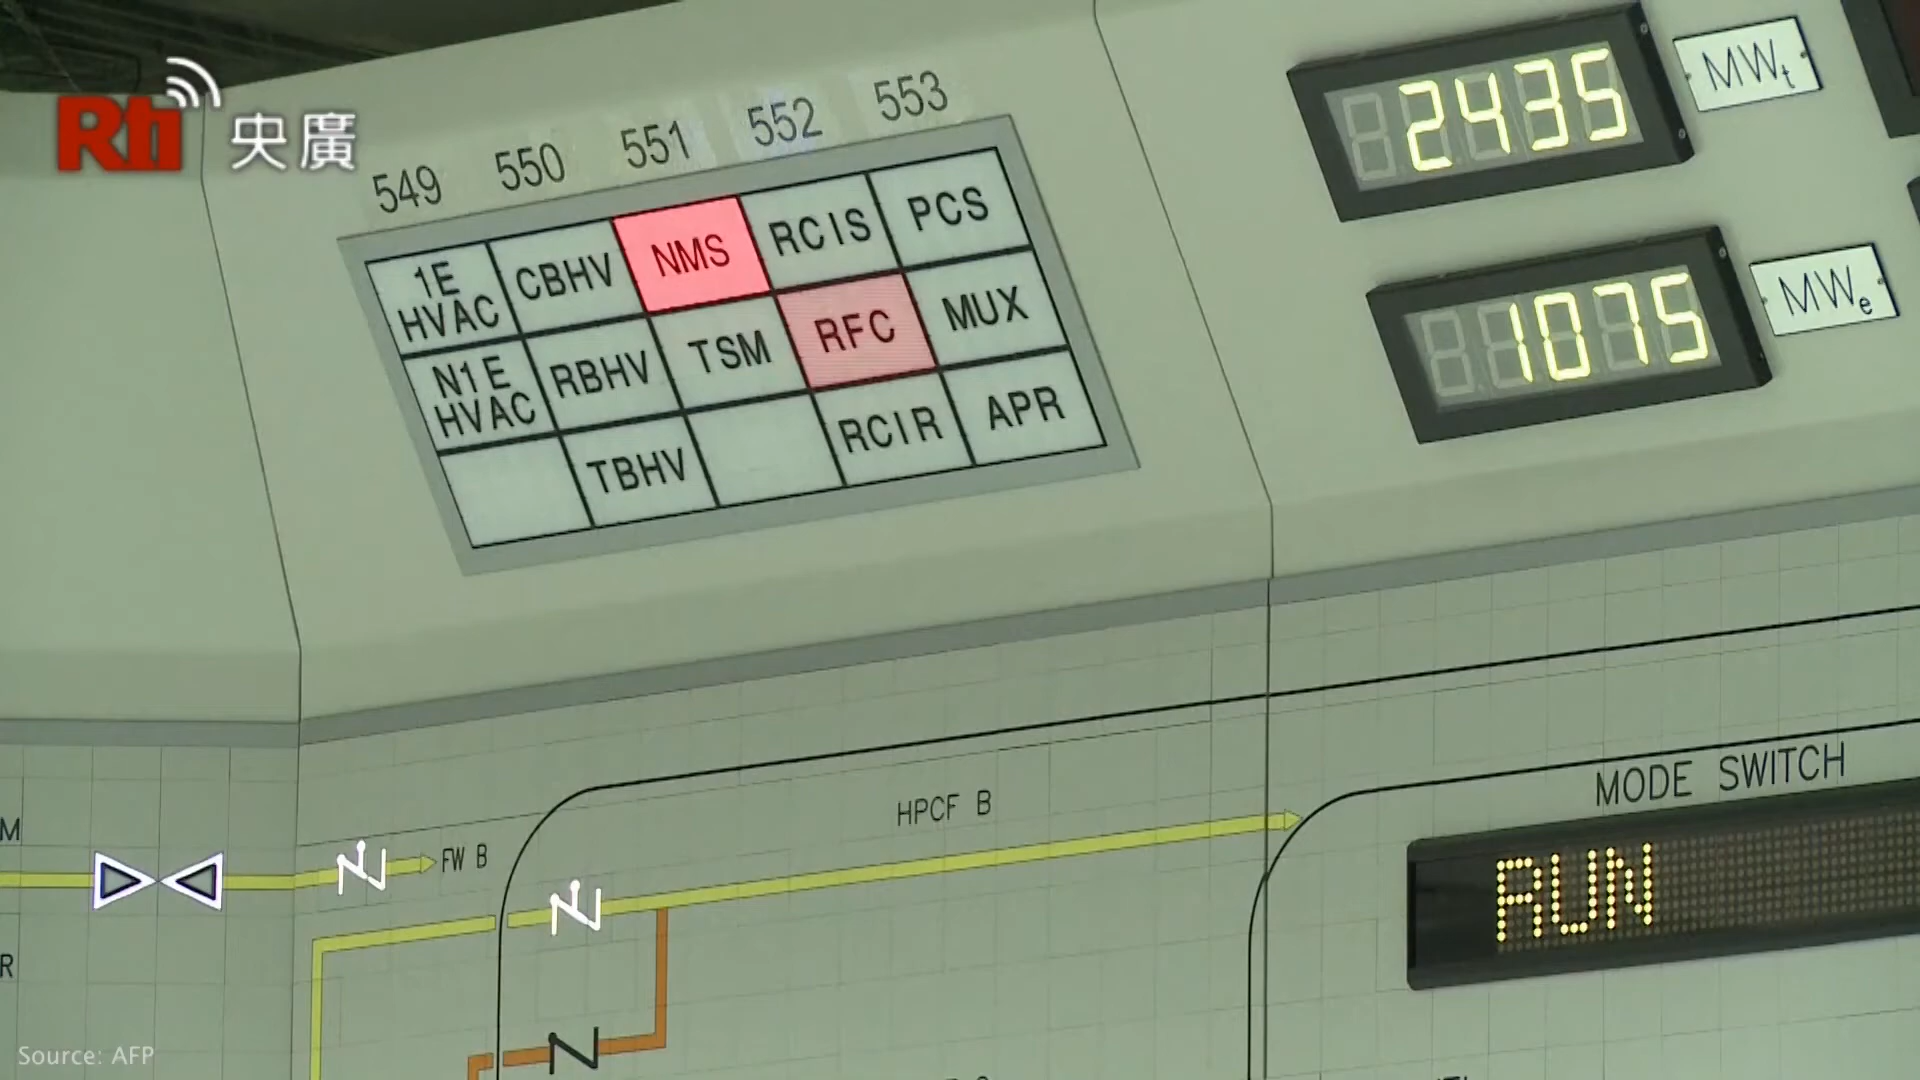 Rti 央廣
549 550 551 552 553
1E HVAC CBHV NMS RCIS PCS
N1E HVAC RBHV TSM RFC MUX
TBHV RCIR APR
2435 MWt
1075 MWe
MODE SWITCH
RUN
HPCF B
FW B
M
R
Source: AFP